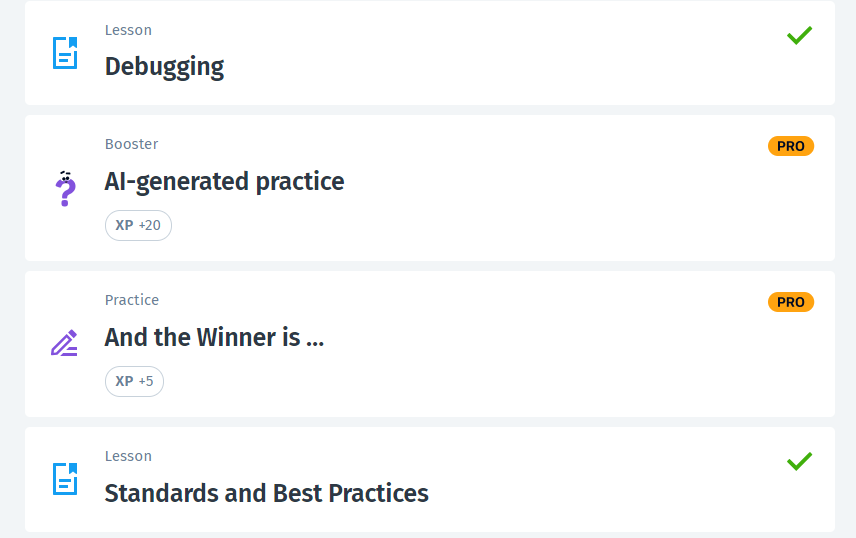 Lesson
Debugging
Booster
PRO
AI-generated practice
XP +20
Practice
PRO
And the Winner is ...
XP +5
Lesson
Standards and Best Practices